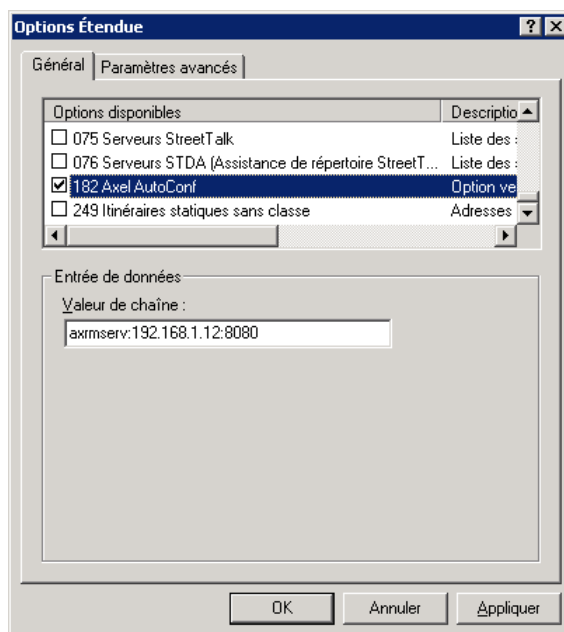 Options Étendue
Général Paramètres avancés
Options disponibles Descriptio
075 Serveurs StreetTalk Liste des :
076 Serveurs STDA (Assistance de répertoire StreetT... Liste des :
182 Axel AutoConf Option ve
249 Itinéraires statiques sans classe Adresses
Entrée de données
Valeur de chaîne :
axrmserv:192.168.1.12:8080
OK Annuler Appliquer